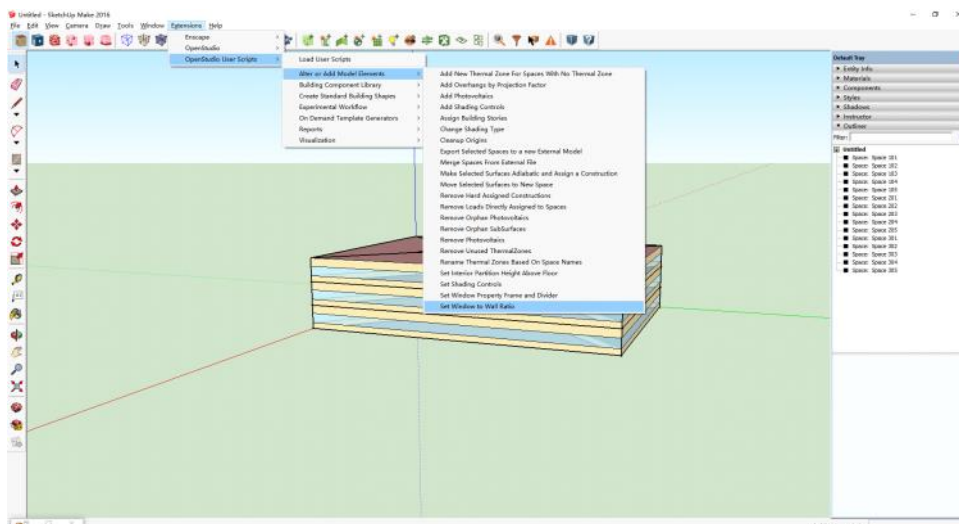 Untitled - SketchUp Make 2016
File Edit View Camera Draw Tools Window Extensions Help
Enscape
OpenStudio
OpenStudio User Scripts
Load User Scripts
Alter or Add Model Elements
Building Component Library
Create Standard Building Shapes
Experimental Workflow
On Demand Template Generators
Reports
Visualization
Add New Thermal Zone For Spaces With No Thermal Zone
Add Overhangs by Projection Factor
Add Photovoltaics
Add Shading Controls
Assign Building Stories
Change Shading Type
Cleanup Origins
Export Selected Spaces to a new External Model
Merge Spaces From External File
Make Selected Surfaces Adiabatic and Assign a Construction
Move Selected Surfaces to New Space
Remove Hard Assigned Constructions
Remove Loads Directly Assigned to Spaces
Remove Orphan Photovoltaics
Remove Orphan SubSurfaces
Remove Photovoltaics
Remove Unused ThermalZones
Rename Thermal Zones Based On Space Names
Set Interior Partition Height Above Floor
Set Shading Controls
Set Window Property Frame and Divider
Set Window to Wall Ratio
Default Tray
Entity Info
Materials
Components
Styles
Shadows
Instructor
Outliner
Filter:
Untitled
Space: Space 101
Space: Space 102
Space: Space 103
Space: Space 104
Space: Space 105
Space: Space 201
Space: Space 202
Space: Space 203
Space: Space 204
Space: Space 205
Space: Space 301
Space: Space 302
Space: Space 303
Space: Space 304
Space: Space 305